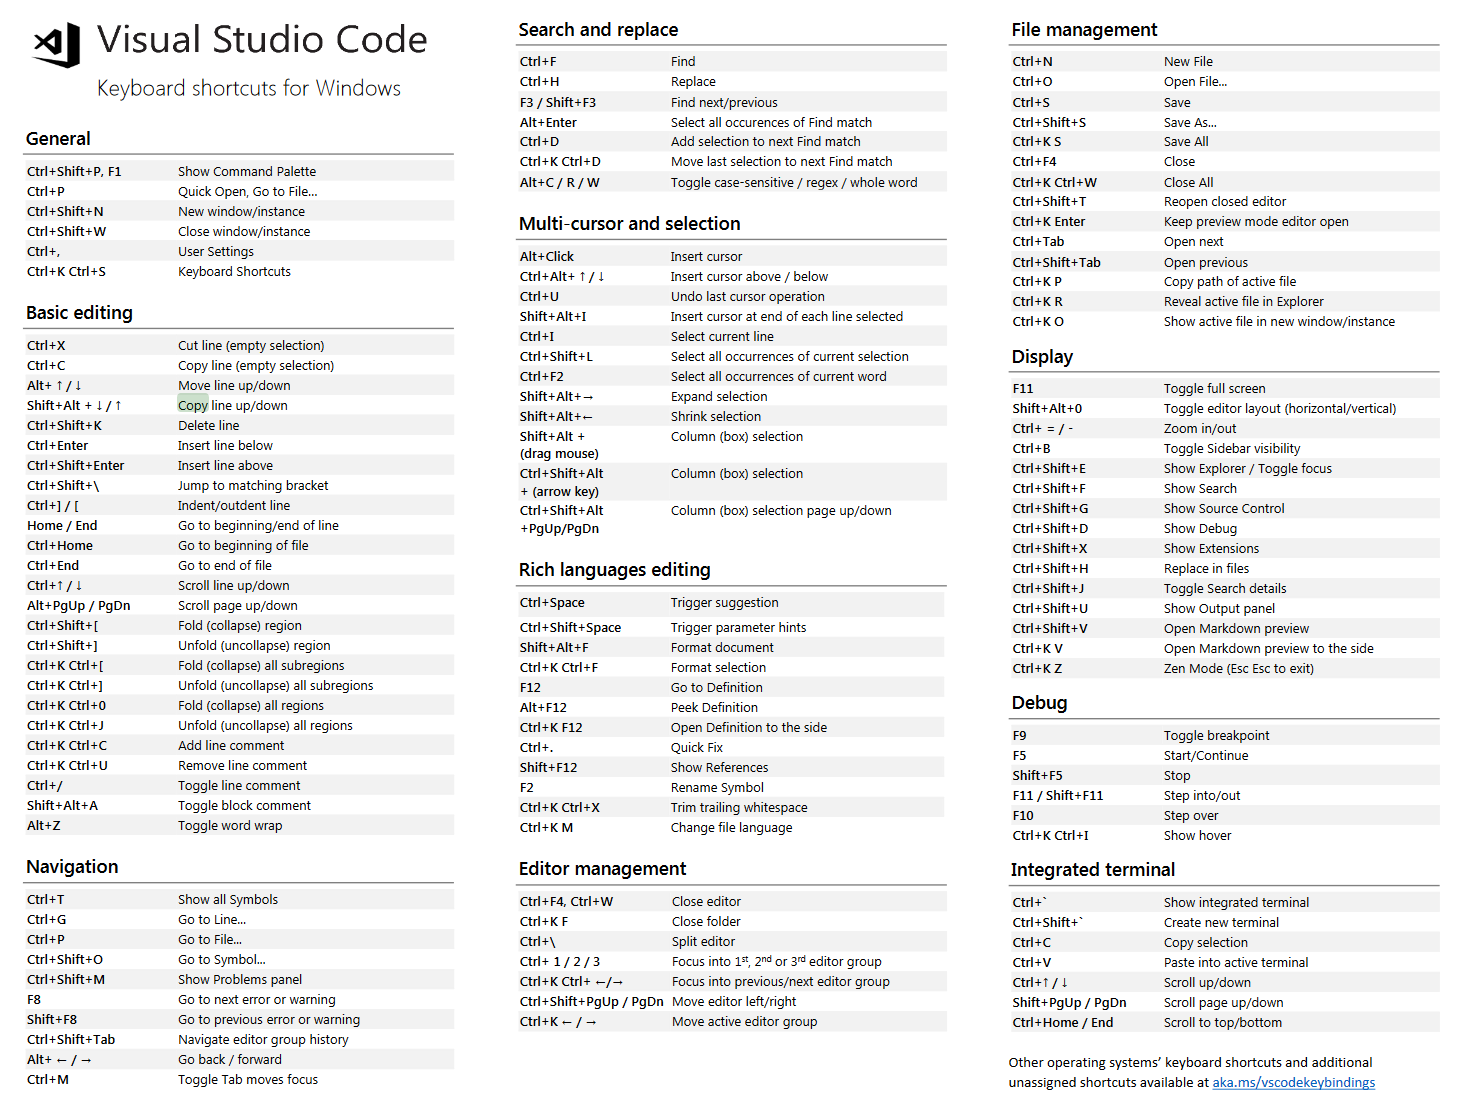 Visual Studio Code
Keyboard shortcuts for Windows
General
Ctrl+Shift+P, F1 Show Command Palette
Ctrl+P Quick Open, Go to File...
Ctrl+Shift+N New window/instance
Ctrl+Shift+W Close window/instance
Ctrl+, User Settings
Ctrl+K Ctrl+S Keyboard Shortcuts
Basic editing
Ctrl+X Cut line (empty selection)
Ctrl+C Copy line (empty selection)
Alt+ ↑ / ↓ Move line up/down
Shift+Alt + ↓ / ↑ Copy line up/down
Ctrl+Shift+K Delete line
Ctrl+Enter Insert line below
Ctrl+Shift+Enter Insert line above
Ctrl+Shift+\ Jump to matching bracket
Ctrl+] / [ Indent/outdent line
Home / End Go to beginning/end of line
Ctrl+Home Go to beginning of file
Ctrl+End Go to end of file
Ctrl+↑ / ↓ Scroll line up/down
Alt+PgUp / PgDn Scroll page up/down
Ctrl+Shift+[ Fold (collapse) region
Ctrl+Shift+] Unfold (uncollapse) region
Ctrl+K Ctrl+[ Fold (collapse) all subregions
Ctrl+K Ctrl+] Unfold (uncollapse) all subregions
Ctrl+K Ctrl+0 Fold (collapse) all regions
Ctrl+K Ctrl+J Unfold (uncollapse) all regions
Ctrl+K Ctrl+C Add line comment
Ctrl+K Ctrl+U Remove line comment
Ctrl+/ Toggle line comment
Shift+Alt+A Toggle block comment
Alt+Z Toggle word wrap
Navigation
Ctrl+T Show all Symbols
Ctrl+G Go to Line...
Ctrl+P Go to File...
Ctrl+Shift+O Go to Symbol...
Ctrl+Shift+M Show Problems panel
F8 Go to next error or warning
Shift+F8 Go to previous error or warning
Ctrl+Shift+Tab Navigate editor group history
Alt+ ← / → Go back / forward
Ctrl+M Toggle Tab moves focus
Search and replace
Ctrl+F Find
Ctrl+H Replace
F3 / Shift+F3 Find next/previous
Alt+Enter Select all occurences of Find match
Ctrl+D Add selection to next Find match
Ctrl+K Ctrl+D Move last selection to next Find match
Alt+C / R / W Toggle case-sensitive / regex / whole word
Multi-cursor and selection
Alt+Click Insert cursor
Ctrl+Alt+ ↑ / ↓ Insert cursor above / below
Ctrl+U Undo last cursor operation
Shift+Alt+I Insert cursor at end of each line selected
Ctrl+I Select current line
Ctrl+Shift+L Select all occurrences of current selection
Ctrl+F2 Select all occurrences of current word
Shift+Alt+→ Expand selection
Shift+Alt+← Shrink selection
Shift+Alt + Column (box) selection
(drag mouse)
Ctrl+Shift+Alt Column (box) selection
+ (arrow key)
Ctrl+Shift+Alt Column (box) selection page up/down
+PgUp/PgDn
Rich languages editing
Ctrl+Space Trigger suggestion
Ctrl+Shift+Space Trigger parameter hints
Shift+Alt+F Format document
Ctrl+K Ctrl+F Format selection
F12 Go to Definition
Alt+F12 Peek Definition
Ctrl+K F12 Open Definition to the side
Ctrl+. Quick Fix
Shift+F12 Show References
F2 Rename Symbol
Ctrl+K Ctrl+X Trim trailing whitespace
Ctrl+K M Change file language
Editor management
Ctrl+F4, Ctrl+W Close editor
Ctrl+K F Close folder
Ctrl+\ Split editor
Ctrl+ 1 / 2 / 3 Focus into 1st, 2nd or 3rd editor group
Ctrl+K Ctrl+ ←/→ Focus into previous/next editor group
Ctrl+Shift+PgUp / PgDn Move editor left/right
Ctrl+K ← / → Move active editor group
File management
Ctrl+N New File
Ctrl+O Open File...
Ctrl+S Save
Ctrl+Shift+S Save As...
Ctrl+K S Save All
Ctrl+F4 Close
Ctrl+K Ctrl+W Close All
Ctrl+Shift+T Reopen closed editor
Ctrl+K Enter Keep preview mode editor open
Ctrl+Tab Open next
Ctrl+Shift+Tab Open previous
Ctrl+K P Copy path of active file
Ctrl+K R Reveal active file in Explorer
Ctrl+K O Show active file in new window/instance
Display
F11 Toggle full screen
Shift+Alt+0 Toggle editor layout (horizontal/vertical)
Ctrl+ = / - Zoom in/out
Ctrl+B Toggle Sidebar visibility
Ctrl+Shift+E Show Explorer / Toggle focus
Ctrl+Shift+F Show Search
Ctrl+Shift+G Show Source Control
Ctrl+Shift+D Show Debug
Ctrl+Shift+X Show Extensions
Ctrl+Shift+H Replace in files
Ctrl+Shift+J Toggle Search details
Ctrl+Shift+U Show Output panel
Ctrl+Shift+V Open Markdown preview
Ctrl+K V Open Markdown preview to the side
Ctrl+K Z Zen Mode (Esc Esc to exit)
Debug
F9 Toggle breakpoint
F5 Start/Continue
Shift+F5 Stop
F11 / Shift+F11 Step into/out
F10 Step over
Ctrl+K Ctrl+I Show hover
Integrated terminal
Ctrl+` Show integrated terminal
Ctrl+Shift+` Create new terminal
Ctrl+C Copy selection
Ctrl+V Paste into active terminal
Ctrl+↑ / ↓ Scroll up/down
Shift+PgUp / PgDn Scroll page up/down
Ctrl+Home / End Scroll to top/bottom
Other operating systems’ keyboard shortcuts and additional
unassigned shortcuts available at aka.ms/vscodekeybindings